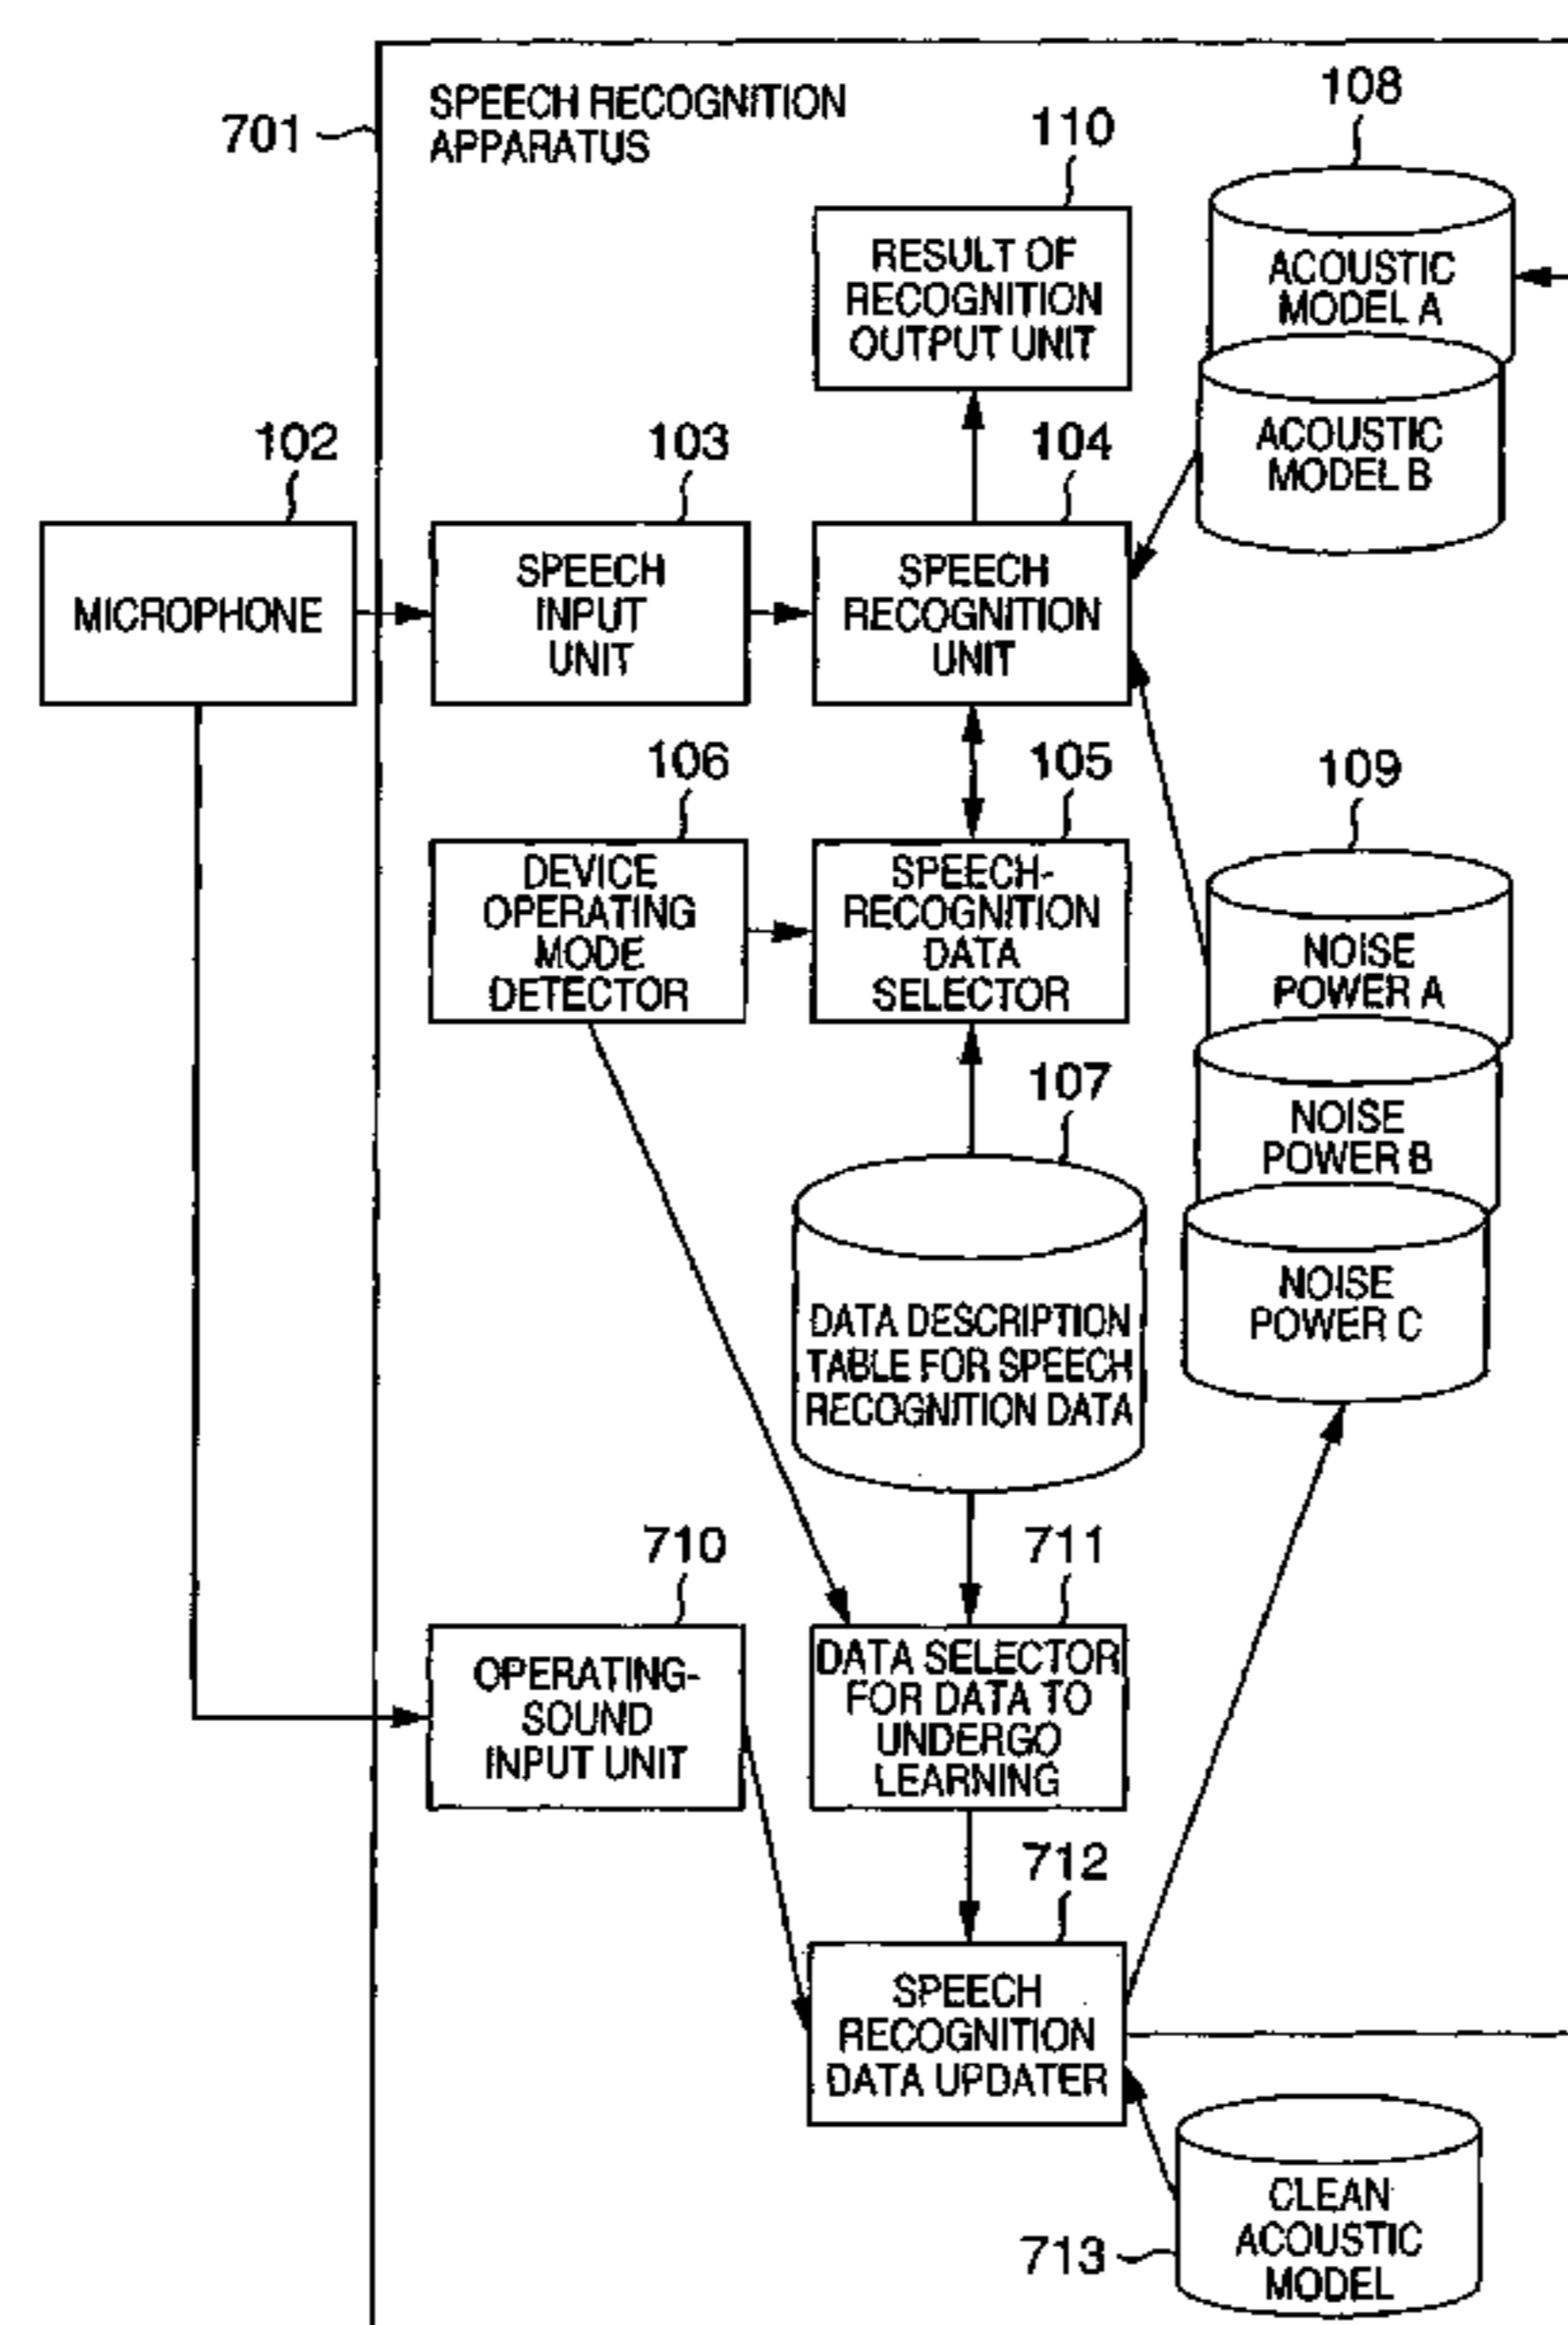 701
SPEECH RECOGNITION
APPARATUS
108
110
RESULT OF
RECOGNITION
OUTPUT UNIT
ACOUSTIC
MODEL A
ACOUSTIC
MODEL B
102
103
104
MICROPHONE
SPEECH
INPUT
UNIT
SPEECH
RECOGNITION
UNIT
106
105
109
DEVICE
OPERATING
MODE
DETECTOR
SPEECH-
RECOGNITION
DATA
SELECTOR
NOISE
POWER A
NOISE
POWER B
NOISE
POWER C
107
DATA DESCRIPTION
TABLE FOR SPEECH
RECOGNITION DATA
710
711
OPERATING-
SOUND
INPUT UNIT
DATA SELECTOR
FOR DATA TO
UNDERGO
LEARNING
712
SPEECH
RECOGNITION
DATA UPDATER
713
CLEAN
ACOUSTIC
MODEL